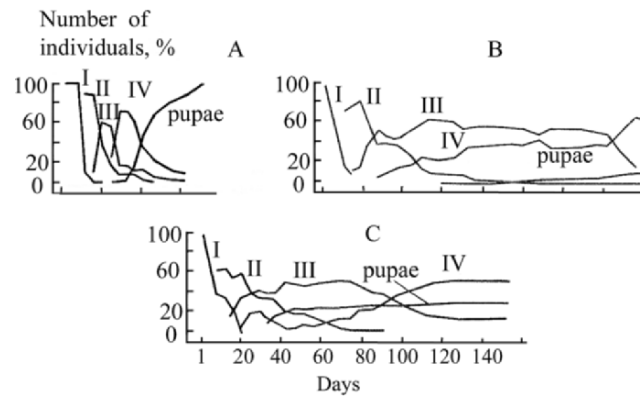 Number of
individuals, %
A
B
100
60
20
0
I
II
III
IV
pupae
100
60
20
0
I
II
III
IV
pupae
C
100
60
20
0
I
II
III
pupae
IV
1 20 40 60 80 100 120 140
Days